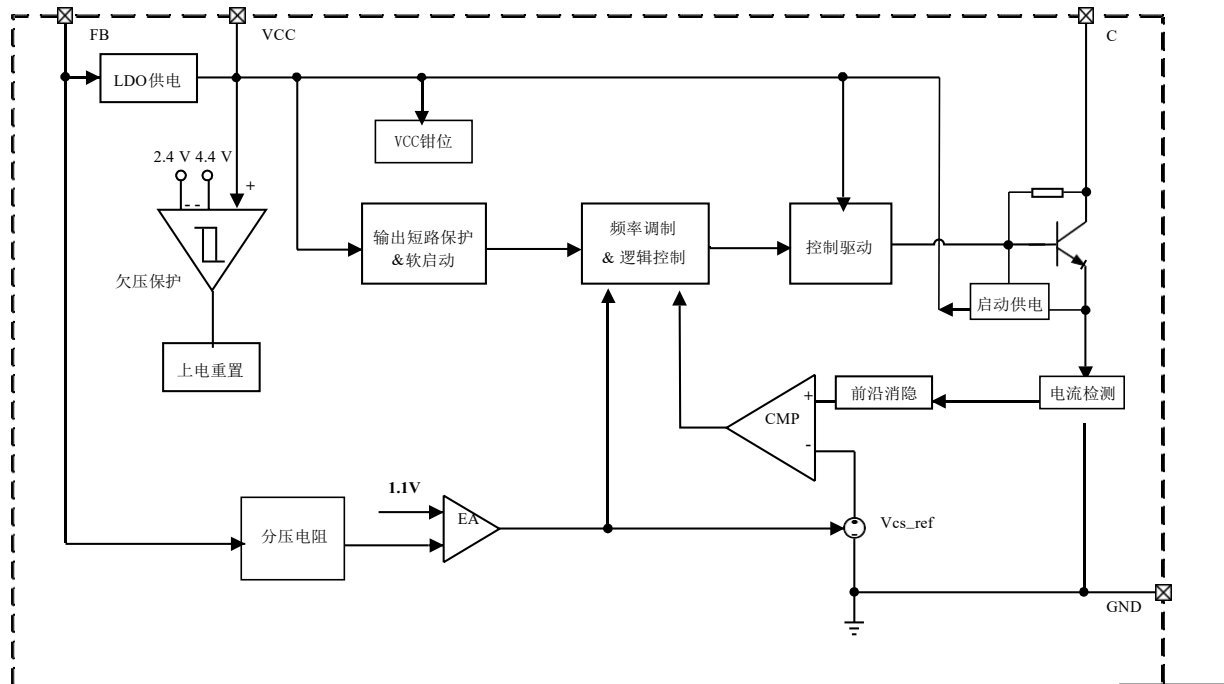 FB
VCC
C
LDO供电
VCC钳位
2.4 V 4.4 V
+
- -
欠压保护
上电重置
输出短路保护
&软启动
频率调制
& 逻辑控制
控制驱动
启动供电
电流检测
前沿消隐
+
CMP
-
1.1V
EA
分压电阻
Vcs_ref
GND